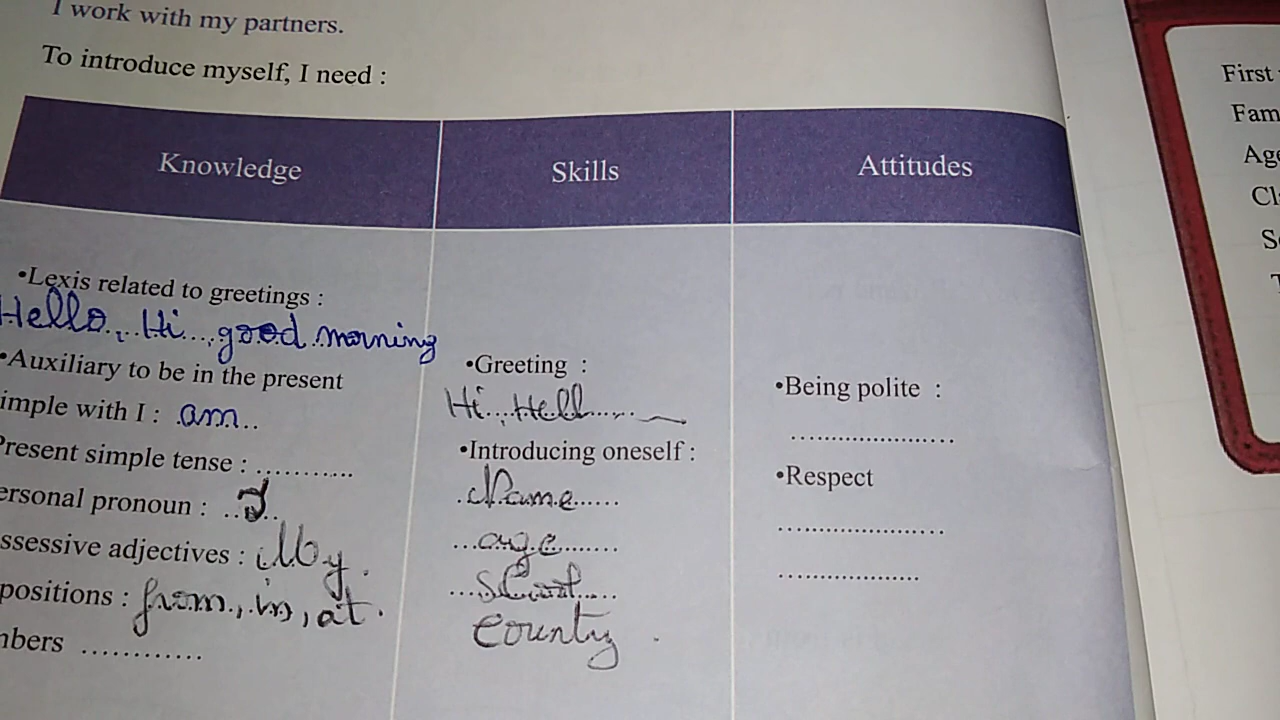 I work with my partners.
To introduce myself, I need :
Knowledge
•Lexis related to greetings :
Hello, Hi, good morning
•Auxiliary to be in the present
imple with I : am
Present simple tense : ............
ersonal pronoun : I
ssessive adjectives : My.
positions : from, in, at.
nbers ............
Skills
•Greeting :
Hi, Hell
•Introducing oneself :
Name
age
country
Attitudes
•Being polite :
.....................
•Respect
.....................
..................
First
Fam
Age
Cl